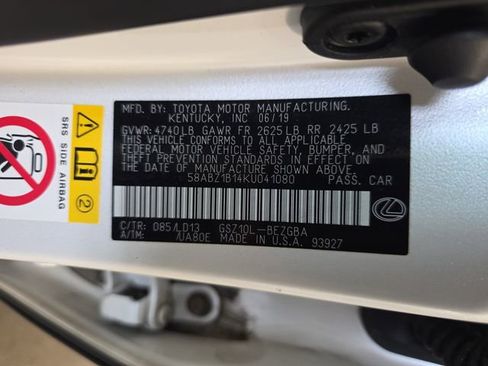 MFD. BY: TOYOTA MOTOR MANUFACTURING.
KENTUCKY, INC 06/19
GVWR: 4740LB GAWR FR 2625LB RR 2425 LB
THIS VEHICLE CONFORMS TO ALL APPLICABLE
FEDERAL MOTOR VEHICLE SAFETY, BUMPER, AND
THEFT PREVENTION STANDARDS IN EFFECT ON
THE DATE OF MANUFACTURE SHOWN ABOVE.
58ABZ1B14KU041080 PASS. CAR
C/TR: 085/LD13 GSZ10L-BEZGBA
A/TM: /UA80E MADE IN U.S.A. 93927
SRS SIDE AIRBAG
2